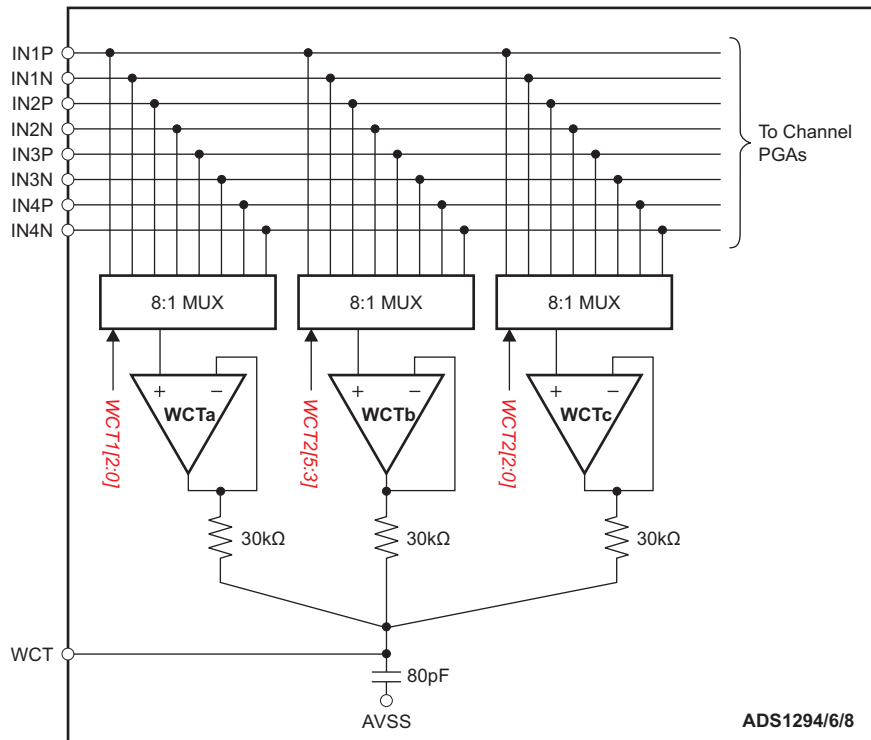 IN1P
IN1N
IN2P
IN2N
IN3P
IN3N
IN4P
IN4N
To Channel
PGAs
8:1 MUX
8:1 MUX
8:1 MUX
WCT1[2:0]
+
−
WCTa
WCT2[5:3]
+
−
WCTb
WCT2[2:0]
+
−
WCTc
30kΩ
30kΩ
30kΩ
WCT
80pF
AVSS
ADS1294/6/8